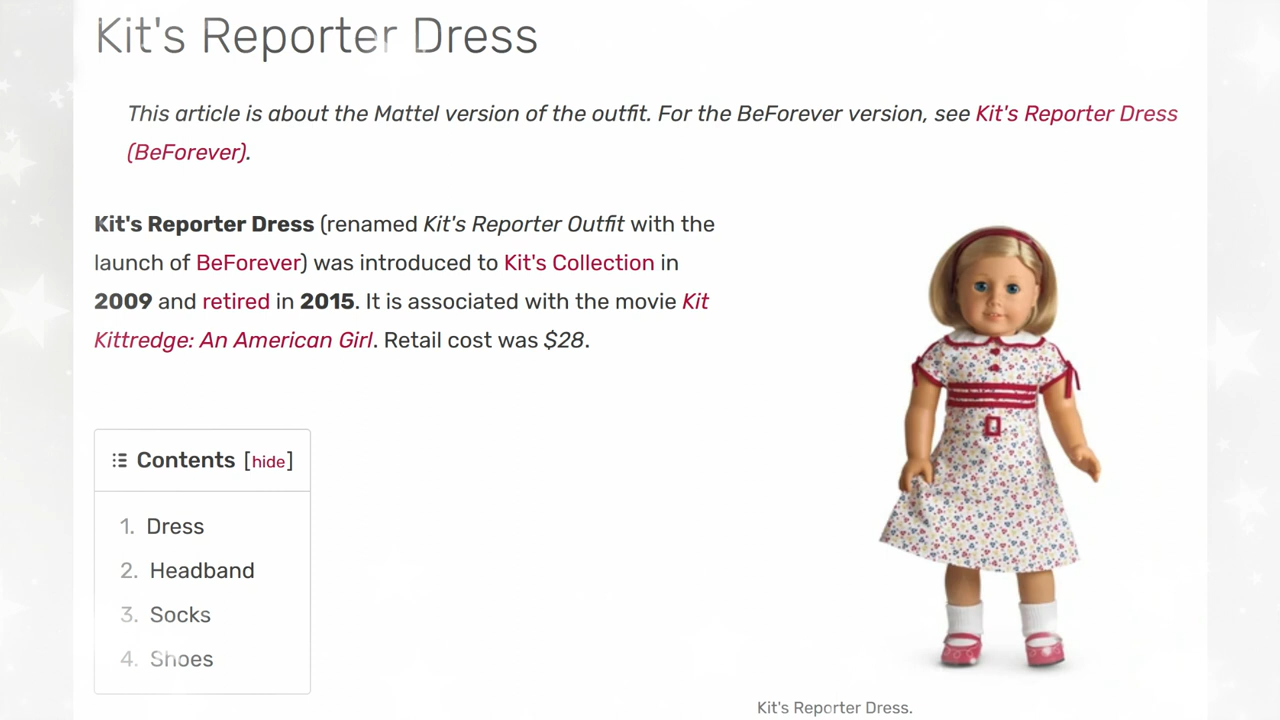 Kit's Reporter Dress
This article is about the Mattel version of the outfit. For the BeForever version, see Kit's Reporter Dress
(BeForever).
Kit's Reporter Dress (renamed Kit's Reporter Outfit with the
launch of BeForever) was introduced to Kit's Collection in
2009 and retired in 2015. It is associated with the movie Kit
Kittredge: An American Girl. Retail cost was $28.
Contents [hide]
1. Dress
2. Headband
3. Socks
4. Shoes
Kit's Reporter Dress.